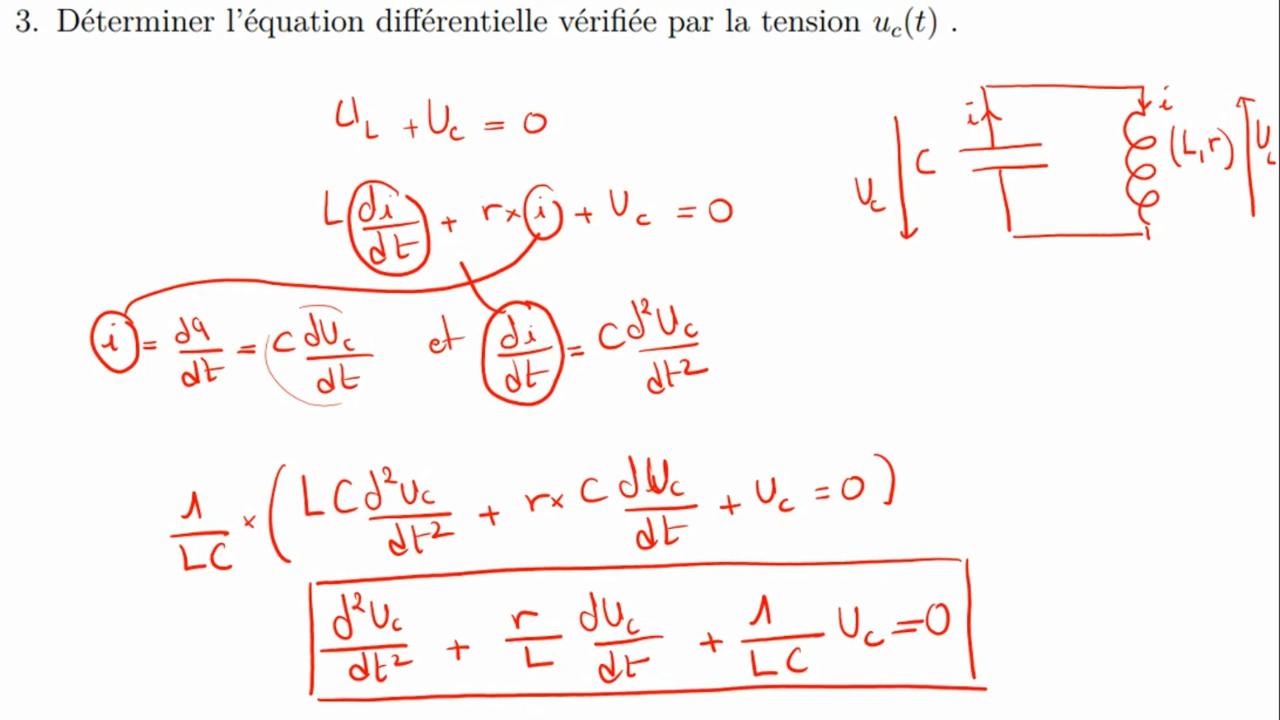 3. Déterminer l'équation différentielle vérifiée par la tension u_c(t) .
U_L + U_c = 0
L di/dt + r × i + U_c = 0
i = dq/dt = C dU_c/dt et di/dt = C d²U_c/dt²
1/LC × ( LC d²U_c/dt² + r × C dU_c/dt + U_c = 0 )
d²U_c/dt² + r/L dU_c/dt + 1/LC U_c = 0
i
i
U_c
C
(L,r)
U_L